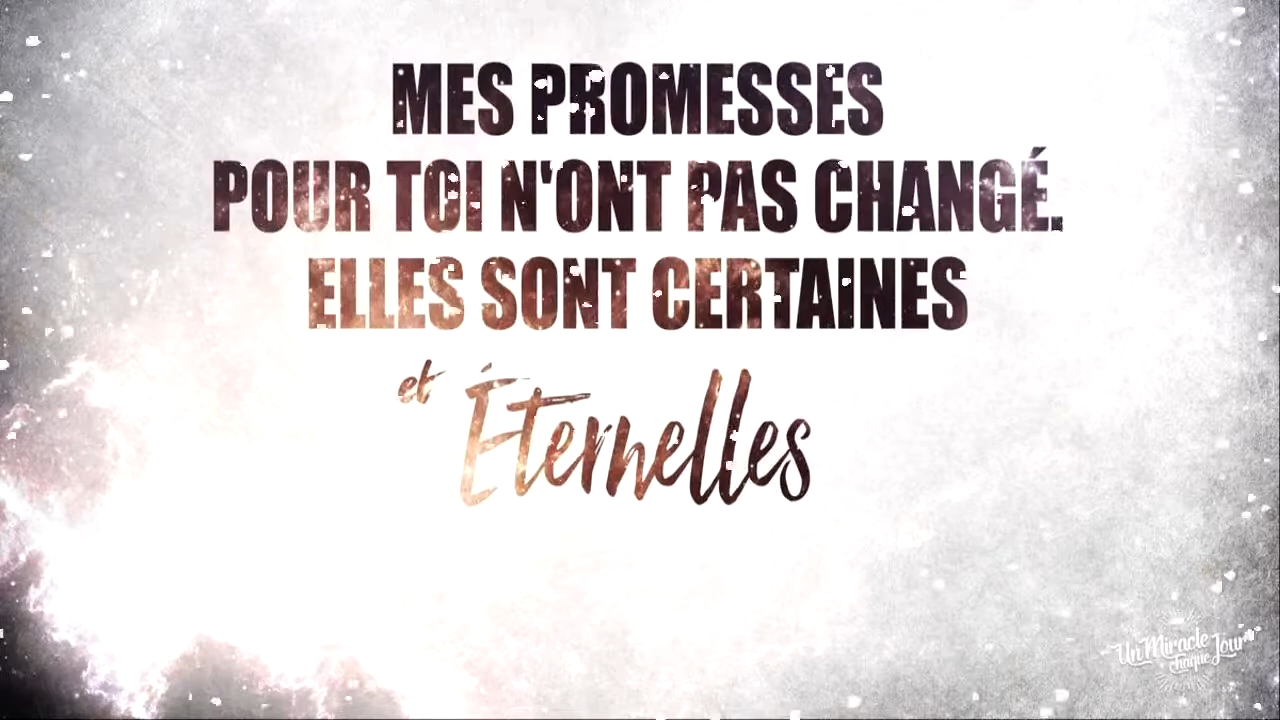 MES PROMESSES
POUR TOI N'ONT PAS CHANGÉ.
ELLES SONT CERTAINES
et Éternelles
Un Miracle
chaque Jour